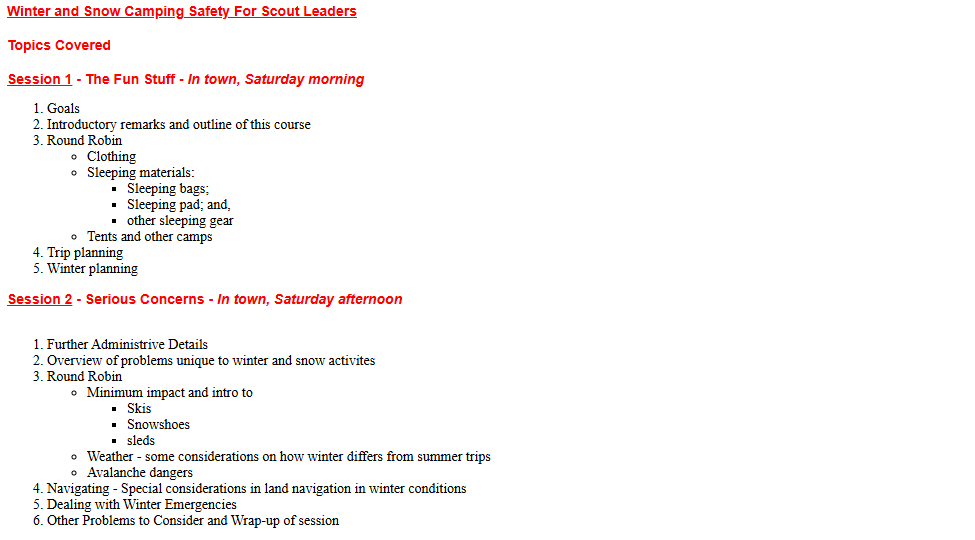 Winter and Snow Camping Safety For Scout Leaders
Topics Covered
Session 1 - The Fun Stuff - In town, Saturday morning
1. Goals
2. Introductory remarks and outline of this course
3. Round Robin
Clothing
Sleeping materials:
Sleeping bags;
Sleeping pad; and,
other sleeping gear
Tents and other camps
4. Trip planning
5. Winter planning
Session 2 - Serious Concerns - In town, Saturday afternoon
1. Further Administrive Details
2. Overview of problems unique to winter and snow activites
3. Round Robin
Minimum impact and intro to
Skis
Snowshoes
sleds
Weather - some considerations on how winter differs from summer trips
Avalanche dangers
4. Navigating - Special considerations in land navigation in winter conditions
5. Dealing with Winter Emergencies
6. Other Problems to Consider and Wrap-up of session